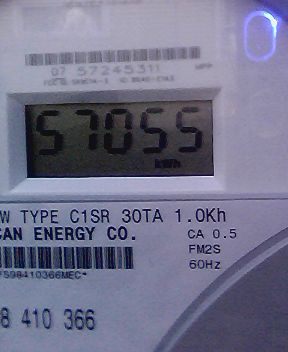 07 57245311
57055
kWh
W TYPE C1SR 30TA 1.0Kh
CAN ENERGY CO.
CA 0.5
FM2S
60Hz
FS98410366MEC*
8 410 366